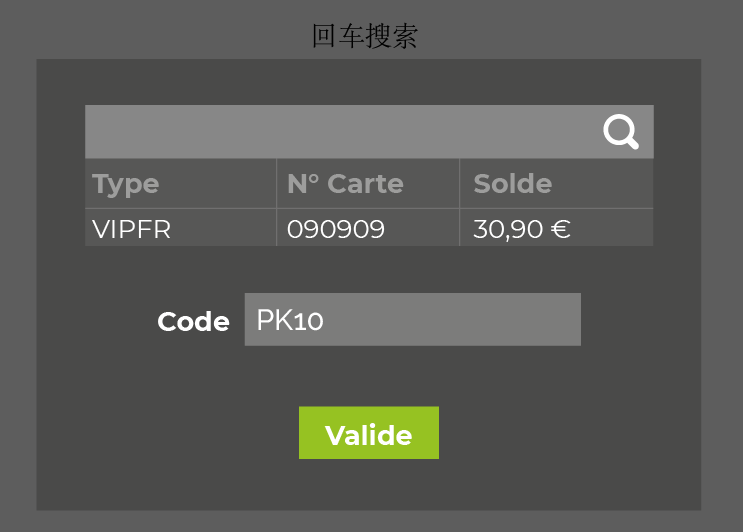 回车搜索
Type N° Carte Solde
VIPFR 090909 30,90 €
Code PK10
Valide